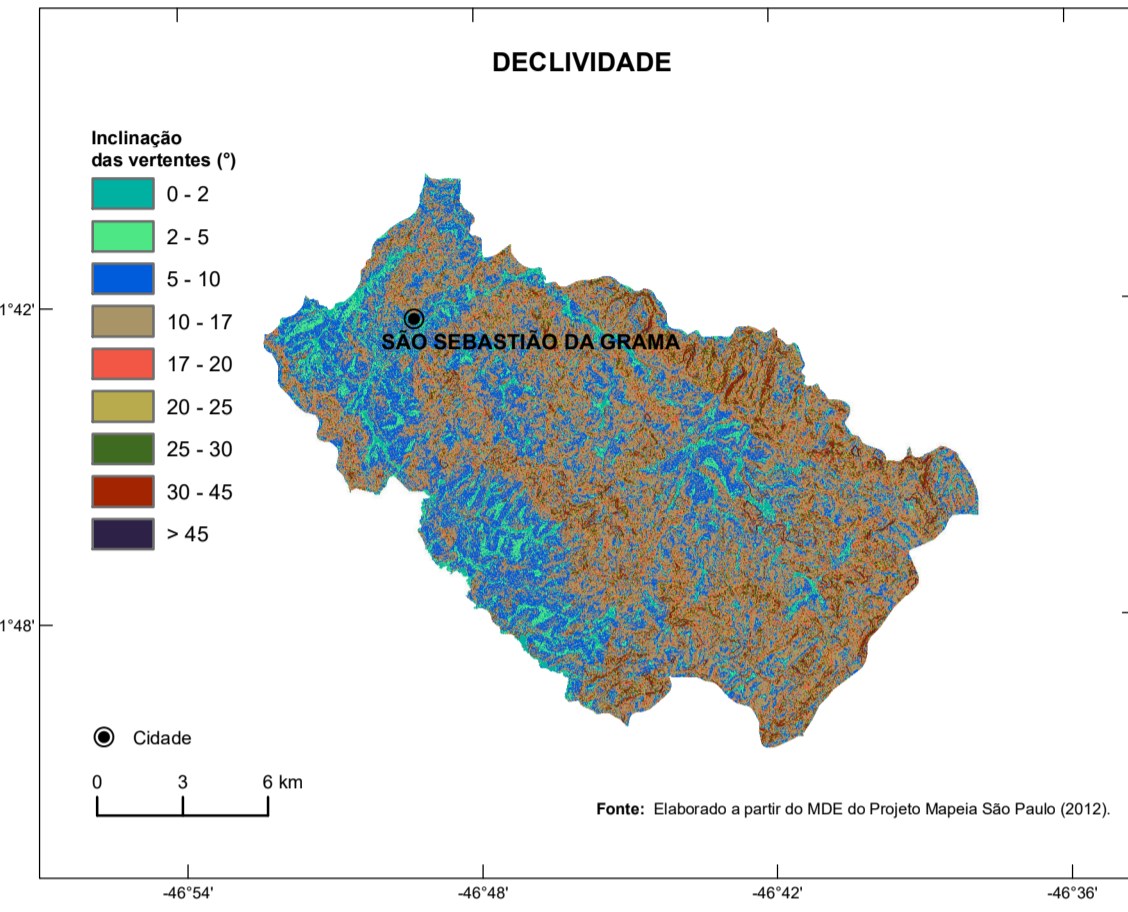 DECLIVIDADE
Inclinação
das vertentes (°)
0 - 2
2 - 5
5 - 10
10 - 17
17 - 20
20 - 25
25 - 30
30 - 45
> 45
1°42'
SÃO SEBASTIÃO DA GRAMA
1°48'
Cidade
0 3 6 km
Fonte: Elaborado a partir do MDE do Projeto Mapeia São Paulo (2012).
-46°54' -46°48' -46°42' -46°36'